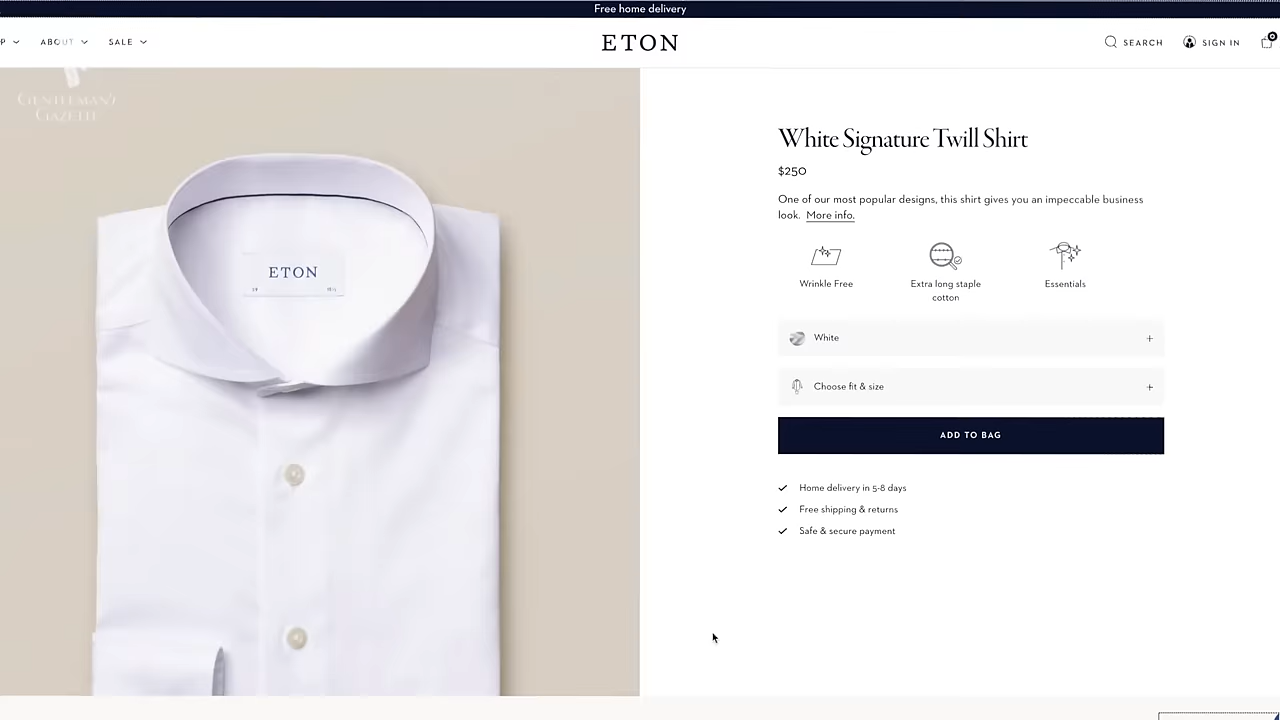 Free home delivery
P
ABOUT
SALE
ETON
SEARCH
SIGN IN
0
GENTLEMAN'S
GAZETTE
ETON
White Signature Twill Shirt
$250
One of our most popular designs, this shirt gives you an impeccable business
look. More info.
Wrinkle Free
Extra long staple
cotton
Essentials
White
+
Choose fit & size
+
ADD TO BAG
Home delivery in 5-8 days
Free shipping & returns
Safe & secure payment